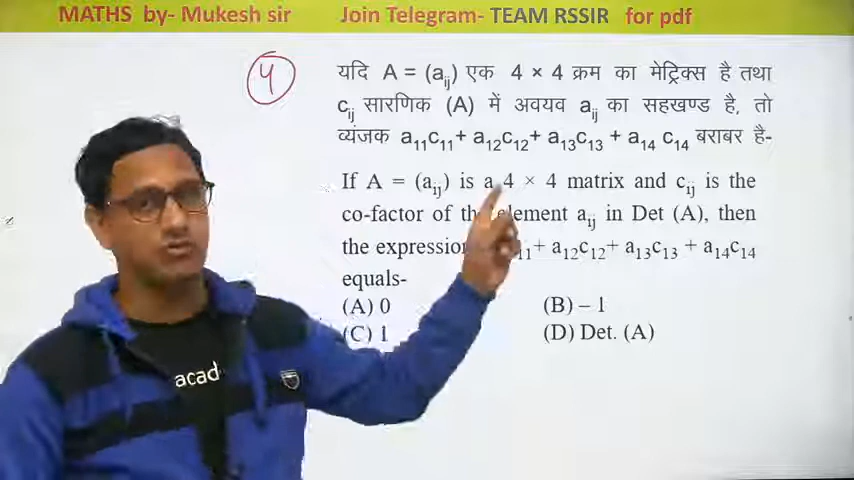 MATHS by- Mukesh sir Join Telegram- TEAM RSSIR for pdf
4
यदि A = (aij) एक 4 × 4 क्रम का मेट्रिक्स है तथा
cij सारणिक (A) में अवयव aij का सहखण्ड है, तो
व्यंजक a11c11+ a12c12+ a13c13 + a14 c14 बराबर है-
If A = (aij) is a 4 × 4 matrix and cij is the
co-factor of the element aij in Det (A), then
the expression 11+ a12c12+ a13c13 + a14c14
equals-
(A) 0 (B) – 1
(C) 1 (D) Det. (A)
acad